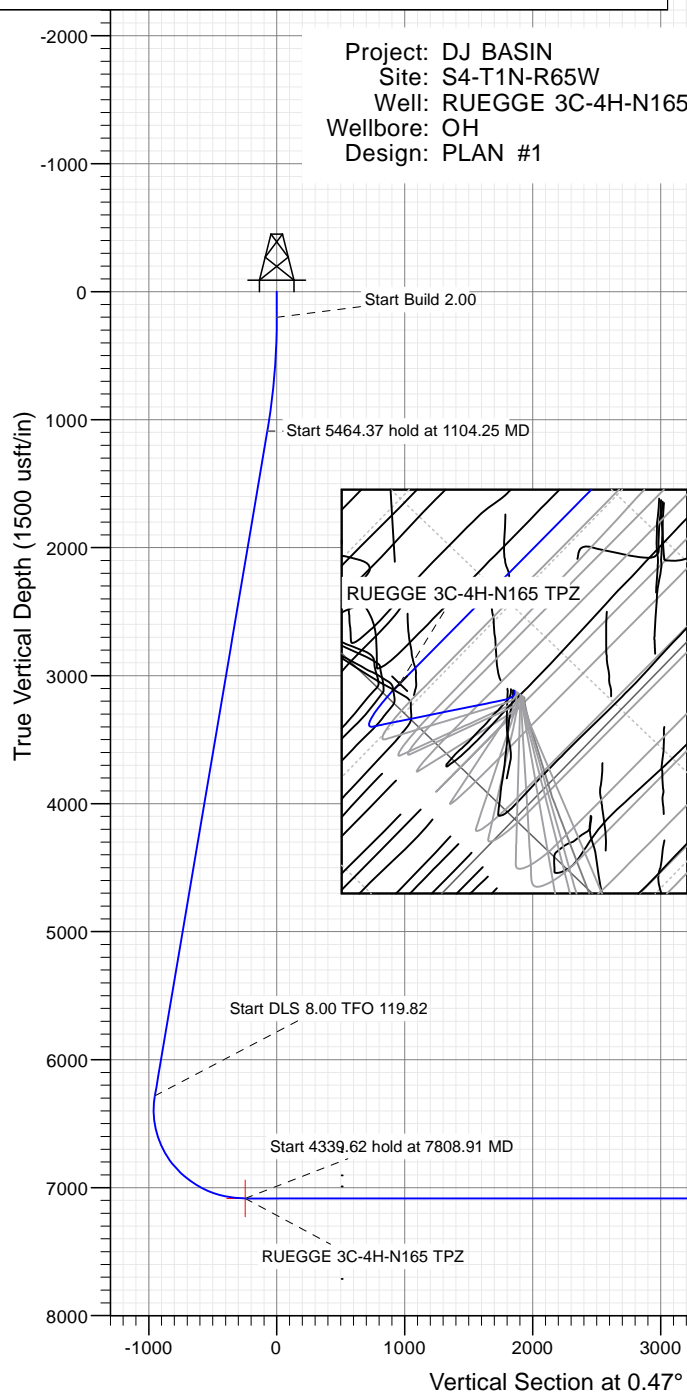 Project: DJ BASIN
Site: S4-T1N-R65W
Well: RUEGGE 3C-4H-N165
Wellbore: OH
Design: PLAN #1
-2000
-1000
0
Start Build 2.00
1000
Start 5464.37 hold at 1104.25 MD
True Vertical Depth (1500 usft/in)
2000
RUEGGE 3C-4H-N165 TPZ
3000
4000
5000
Start DLS 8.00 TFO 119.82
6000
Start 4339.62 hold at 7808.91 MD
7000
RUEGGE 3C-4H-N165 TPZ
8000
-1000
0
1000
2000
3000
Vertical Section at 0.47°